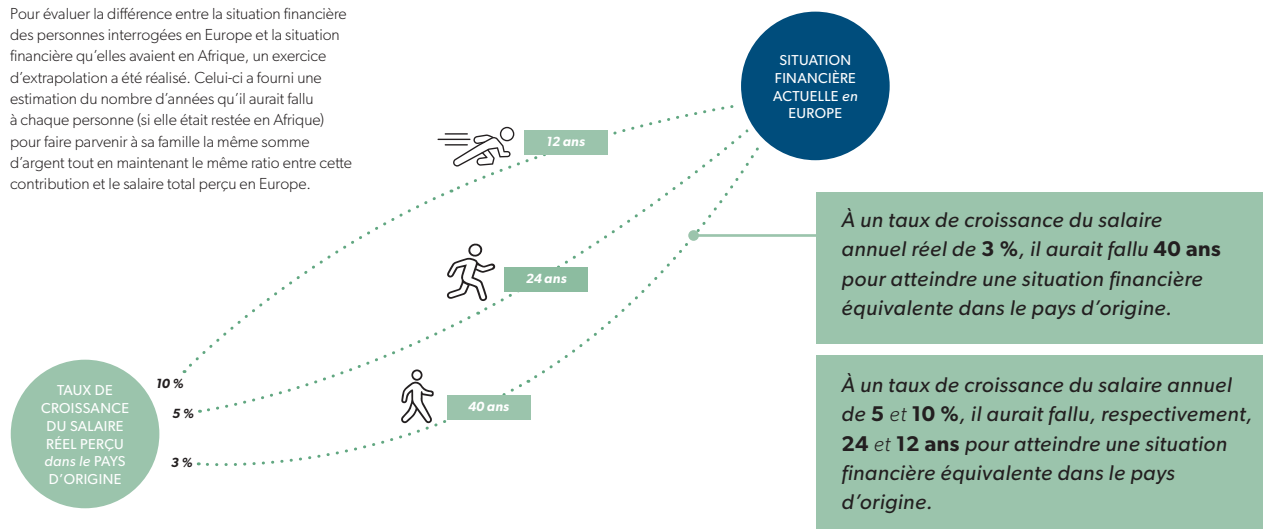 Pour évaluer la différence entre la situation financière
des personnes interrogées en Europe et la situation
financière qu'elles avaient en Afrique, un exercice
d'extrapolation a été réalisé. Celui-ci a fourni une
estimation du nombre d'années qu'il aurait fallu
à chaque personne (si elle était restée en Afrique)
pour faire parvenir à sa famille la même somme
d'argent tout en maintenant le même ratio entre cette
contribution et le salaire total perçu en Europe.
SITUATION
FINANCIÈRE
ACTUELLE en
EUROPE
12 ans
24 ans
40 ans
10 %
5 %
3 %
TAUX DE
CROISSANCE
DU SALAIRE
RÉEL PERÇU
dans le PAYS
D'ORIGINE
À un taux de croissance du salaire
annuel réel de 3 %, il aurait fallu 40 ans
pour atteindre une situation financière
équivalente dans le pays d'origine.
À un taux de croissance du salaire annuel
de 5 et 10 %, il aurait fallu, respectivement,
24 et 12 ans pour atteindre une situation
financière équivalente dans le pays
d'origine.